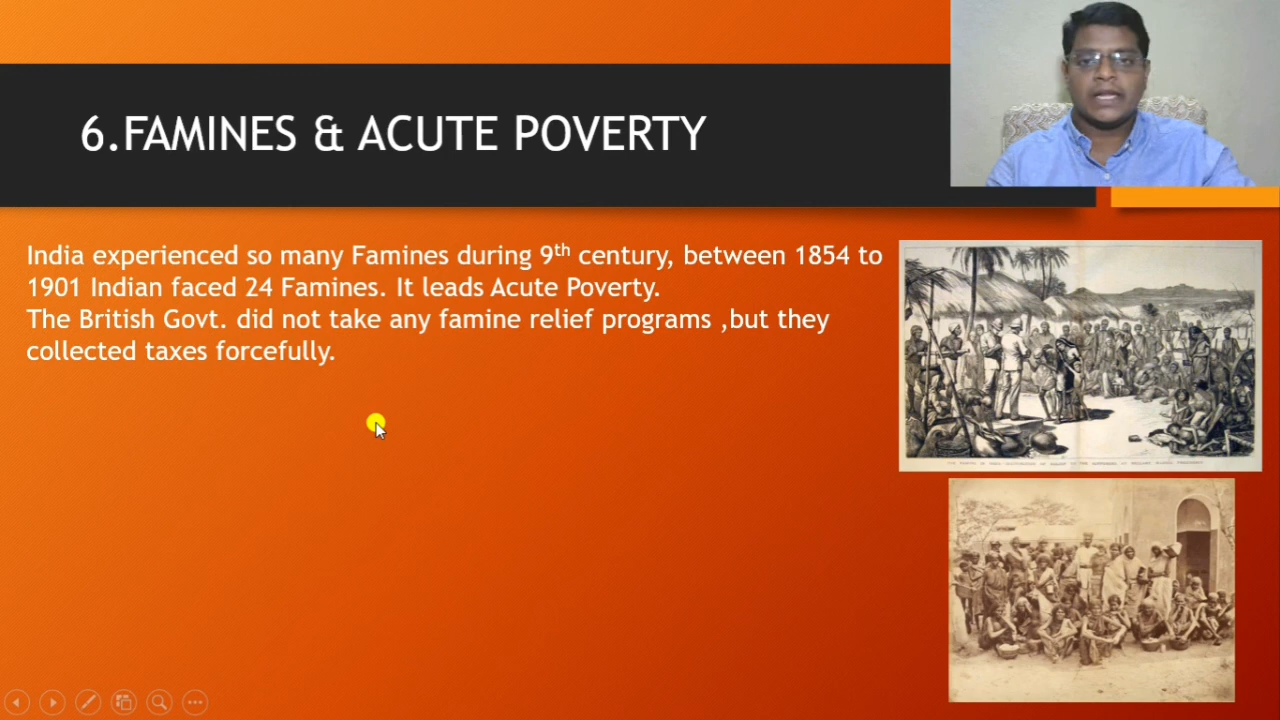 6.FAMINES & ACUTE POVERTY
India experienced so many Famines during 9th century, between 1854 to
1901 Indian faced 24 Famines. It leads Acute Poverty.
The British Govt. did not take any famine relief programs ,but they
collected taxes forcefully.